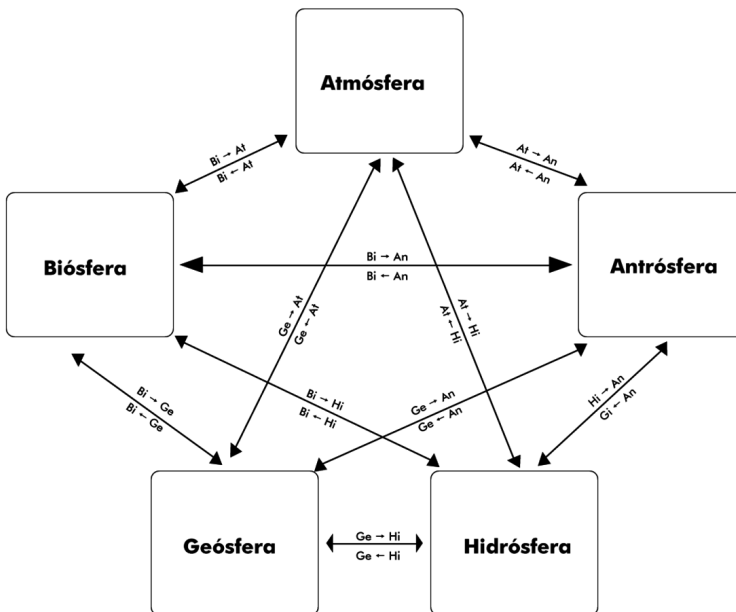 Atmósfera
Bi → At
Bi ← At
At → An
At ← An
Biósfera
Bi → An
Bi ← An
Antrósfera
Ge → At
Ge ← At
At → Hi
At ← Hi
Bi → Ge
Bi ← Ge
Bi → Hi
Bi ← Hi
Ge → An
Ge ← An
Hi → An
Gi ← An
Geósfera
Ge → Hi
Ge ← Hi
Hidrósfera